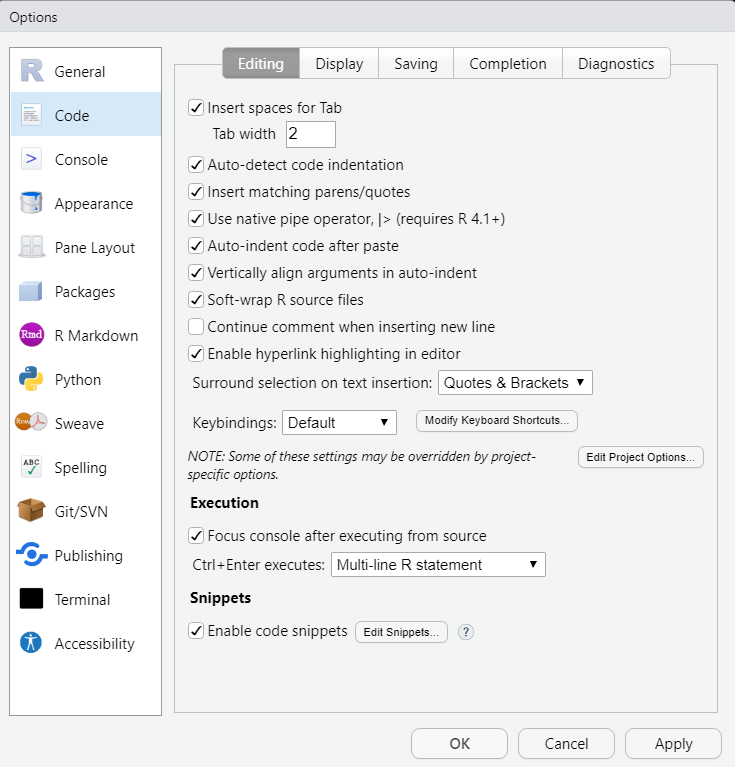 Options
General
Code
Console
Appearance
Pane Layout
Packages
R Markdown
Python
Sweave
Spelling
Git/SVN
Publishing
Terminal
Accessibility
Editing Display Saving Completion Diagnostics
Insert spaces for Tab
Tab width 2
Auto-detect code indentation
Insert matching parens/quotes
Use native pipe operator, |> (requires R 4.1+)
Auto-indent code after paste
Vertically align arguments in auto-indent
Soft-wrap R source files
Continue comment when inserting new line
Enable hyperlink highlighting in editor
Surround selection on text insertion: Quotes & Brackets
Keybindings: Default Modify Keyboard Shortcuts...
NOTE: Some of these settings may be overridden by project-
specific options.
Edit Project Options...
Execution
Focus console after executing from source
Ctrl+Enter executes: Multi-line R statement
Snippets
Enable code snippets Edit Snippets... ?
OK Cancel Apply